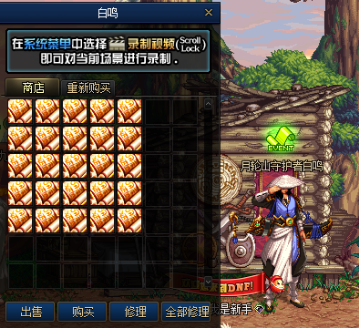 白鸣
在系统菜单中选择 录制视频(Scroll Lock)
即可对当前场景进行录制.
商店 重新购买
EVENT
月轮山守护者白鸣
DNF!
是新手
出售 购买 修理 全部修理